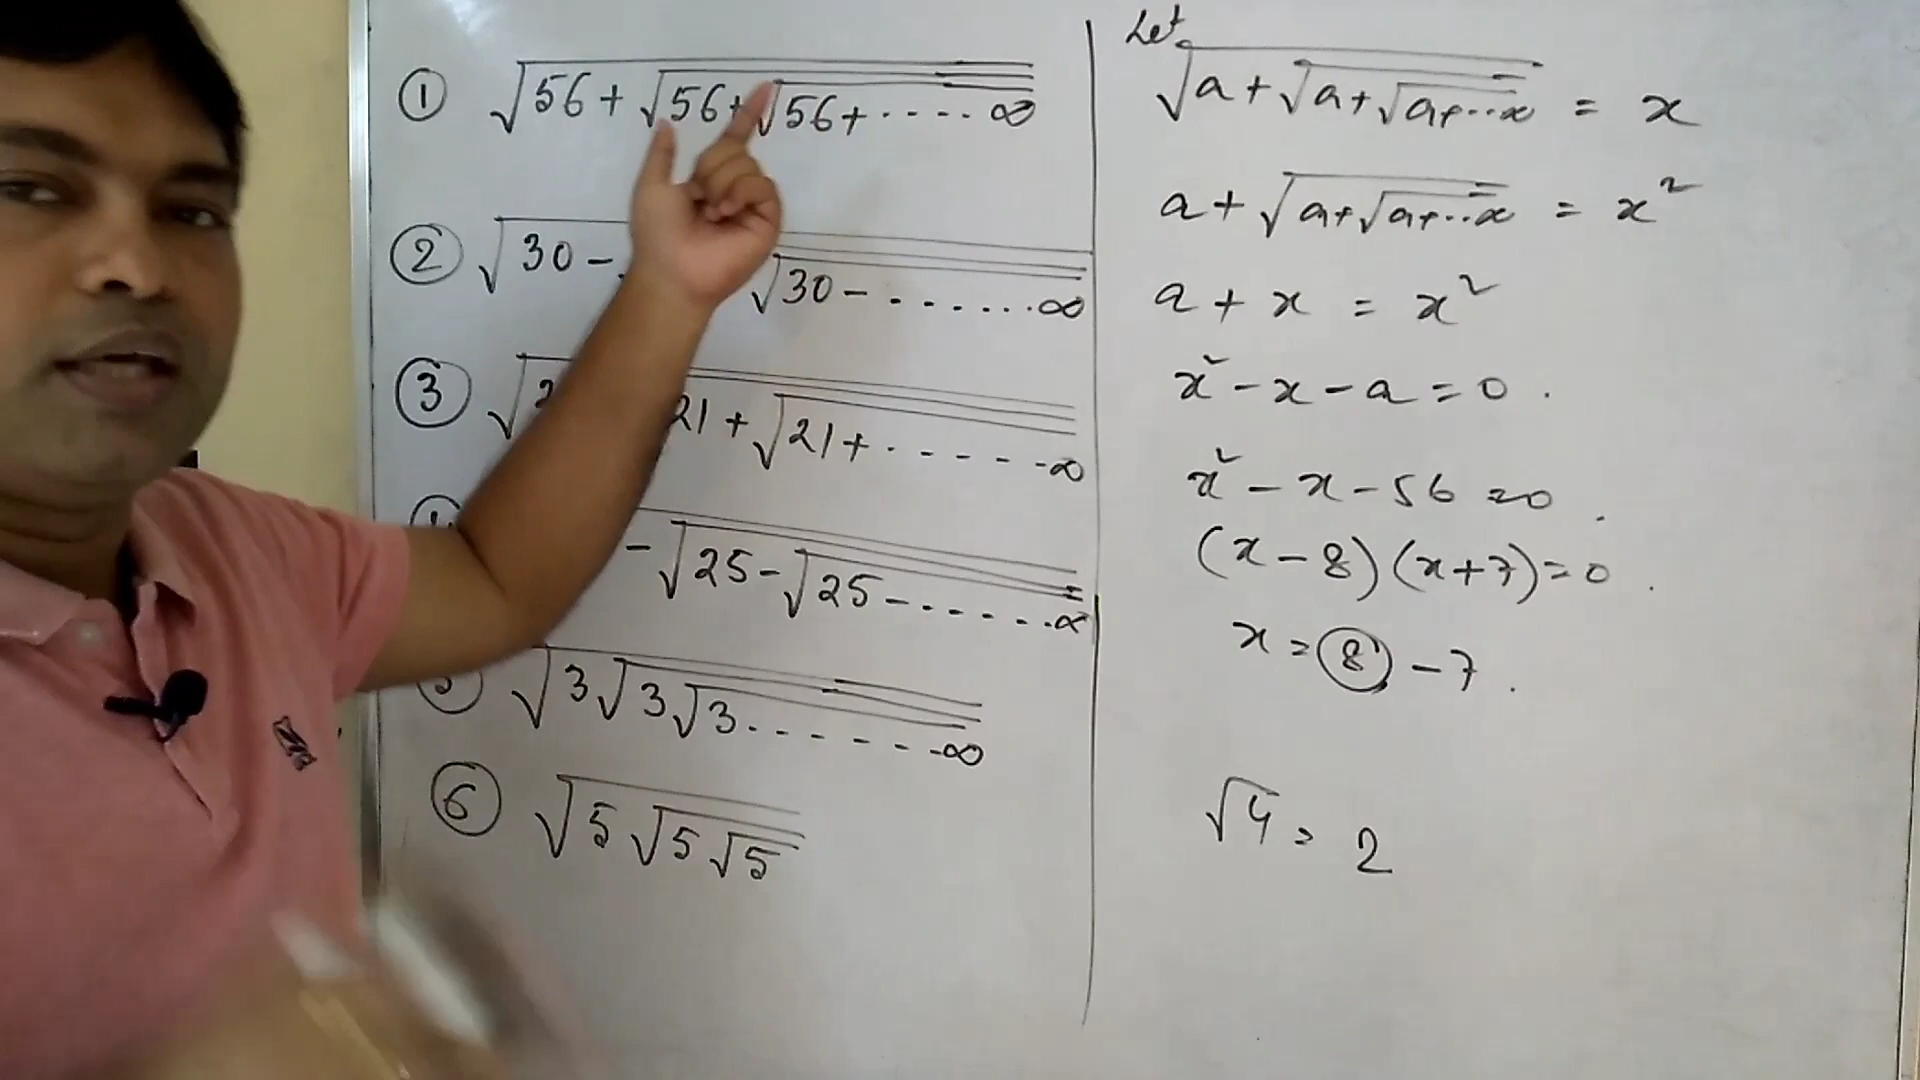 ① √56+√56+√56+.....∞
② √30-√30-......∞
③ √2 21+√21+.....∞
-√25-√25-......∞
√3√3√3.......∞
⑥ √5√5√5
Let
√a+√a+√a+...∞ = x
a+√a+√a+...∞ = x²
a + x = x²
x²-x-a=0.
x²-x-56=0.
(x-8)(x+7)=0.
x = 8, -7.
√4 = 2